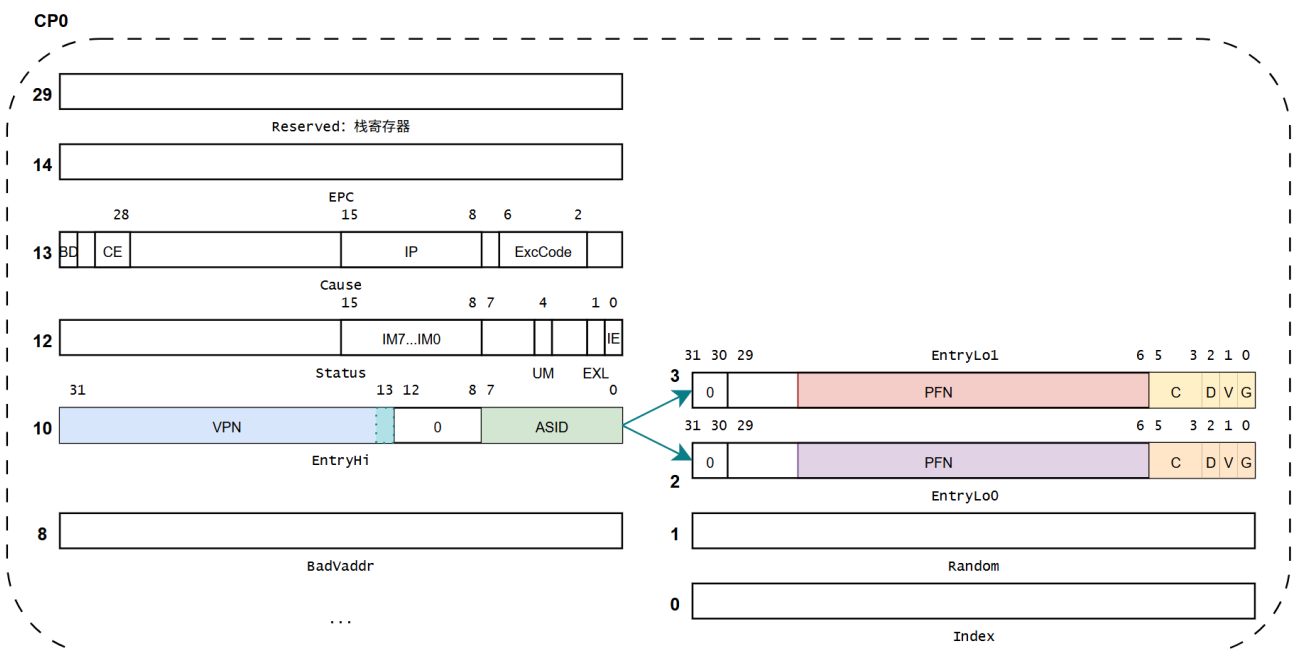 CP0
29
Reserved: 栈寄存器
14
EPC
28 15 8 6 2
13 BD CE IP ExcCode
Cause
15 8 7 4 1 0
12 IM7...IM0 IE
Status UM EXL
31 13 12 8 7 0
10 VPN 0 ASID
EntryHi
8
BadVaddr
...
31 30 29 EntryLo1 6 5 3 2 1 0
3 0 PFN C D V G
31 30 29 6 5 3 2 1 0
2 0 PFN C D V G
EntryLo0
1
Random
0
Index